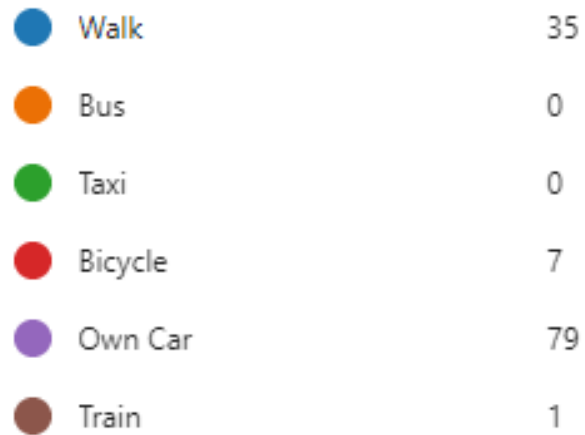 Walk 35
Bus 0
Taxi 0
Bicycle 7
Own Car 79
Train 1